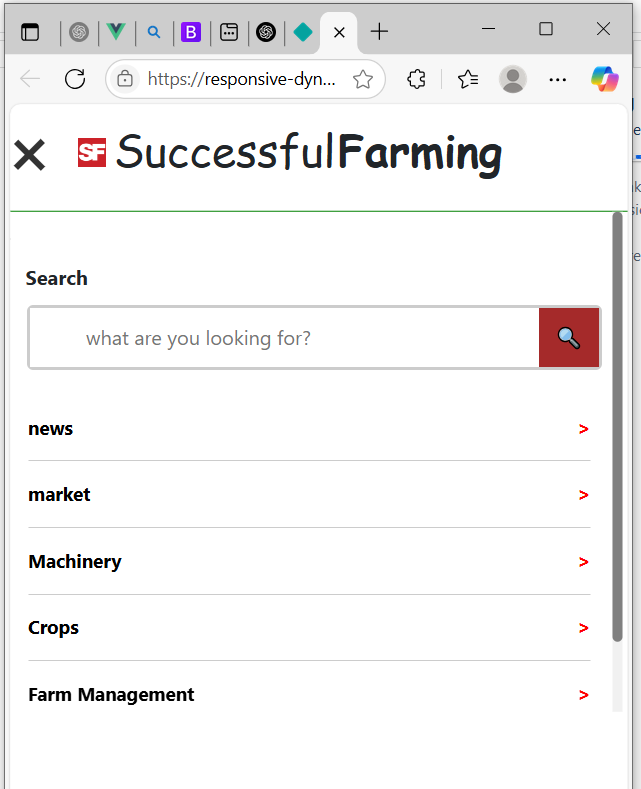 https://responsive-dyn...
SF SuccessfulFarming
Search
what are you looking for?
news >
market >
Machinery >
Crops >
Farm Management >